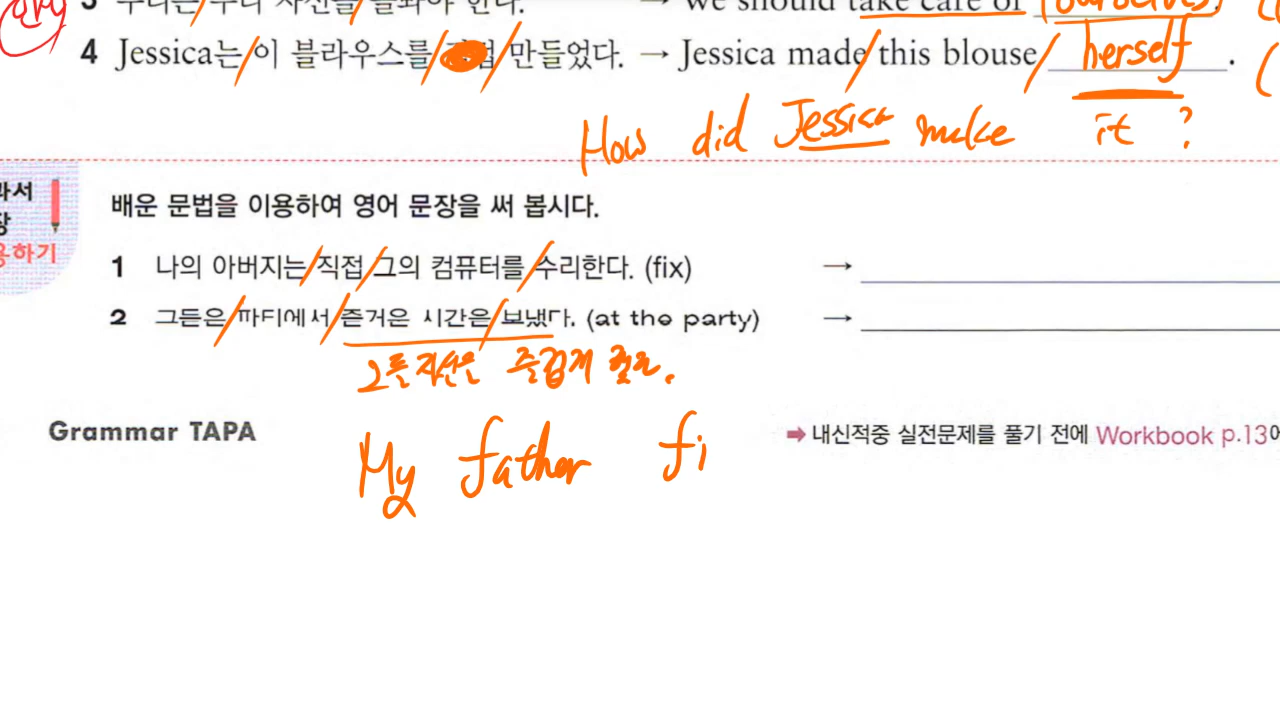 3 우리는 우리 자신을 돌봐야 한다. → We should take care of ourselves.
4 Jessica는 이 블라우스를 만들었다. → Jessica made this blouse herself.
How did Jessica make it?
배운 문법을 이용하여 영어 문장을 써 봅시다.
하기
1 나의 아버지는 직접 그의 컴퓨터를 수리한다. (fix) →
2 그들은 파티에서 즐거운 시간을 보냈다. (at the party) →
그들 자신을 즐겁게 했다.
Grammar TAPA
➡ 내신적중 실전문제를 풀기 전에 Workbook p.13에
My father fi